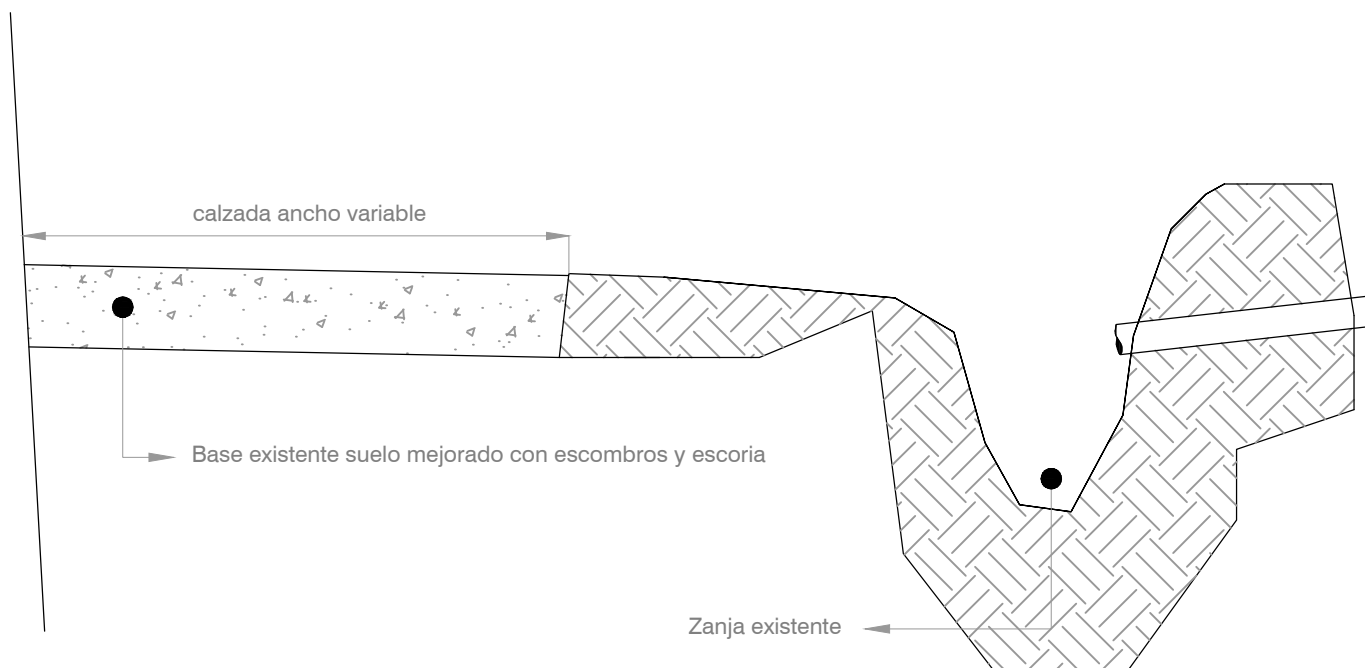 calzada ancho variable
Base existente suelo mejorado con escombros y escoria
Zanja existente